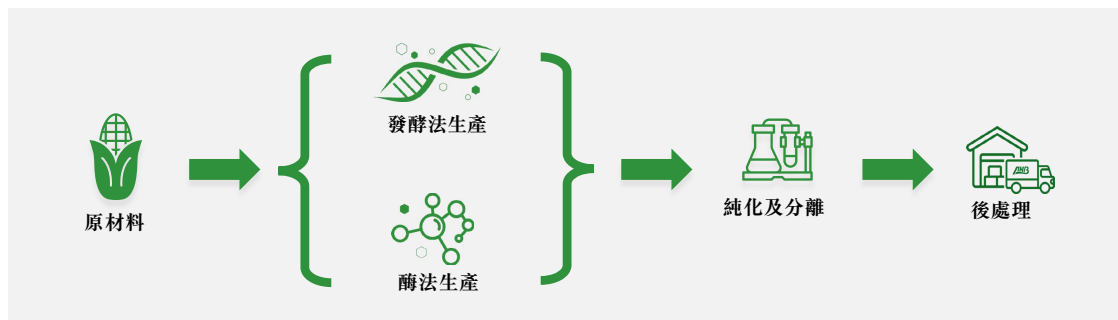 原材料
發酵法生產
酶法生產
純化及分離
後處理